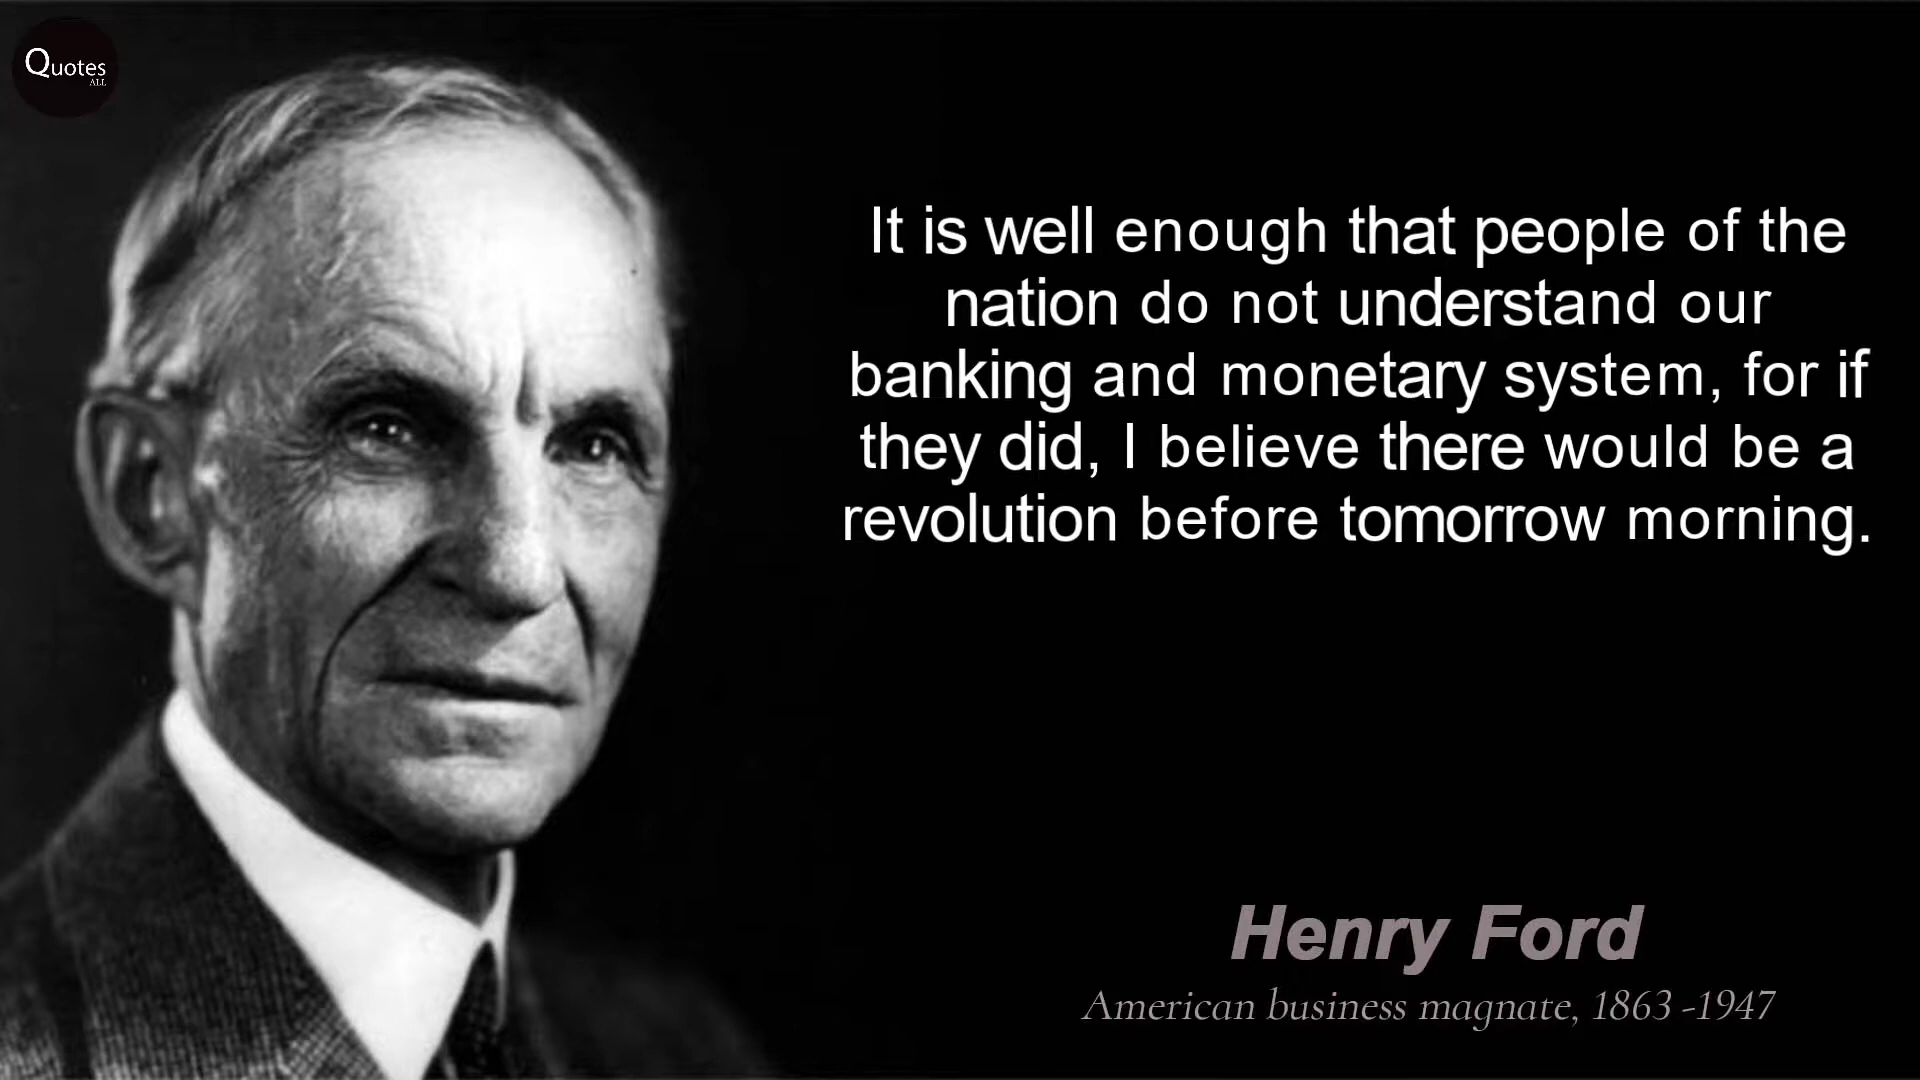 Quotes
ALL
It is well enough that people of the
nation do not understand our
banking and monetary system, for if
they did, I believe there would be a
revolution before tomorrow morning.
Henry Ford
American business magnate, 1863 -1947